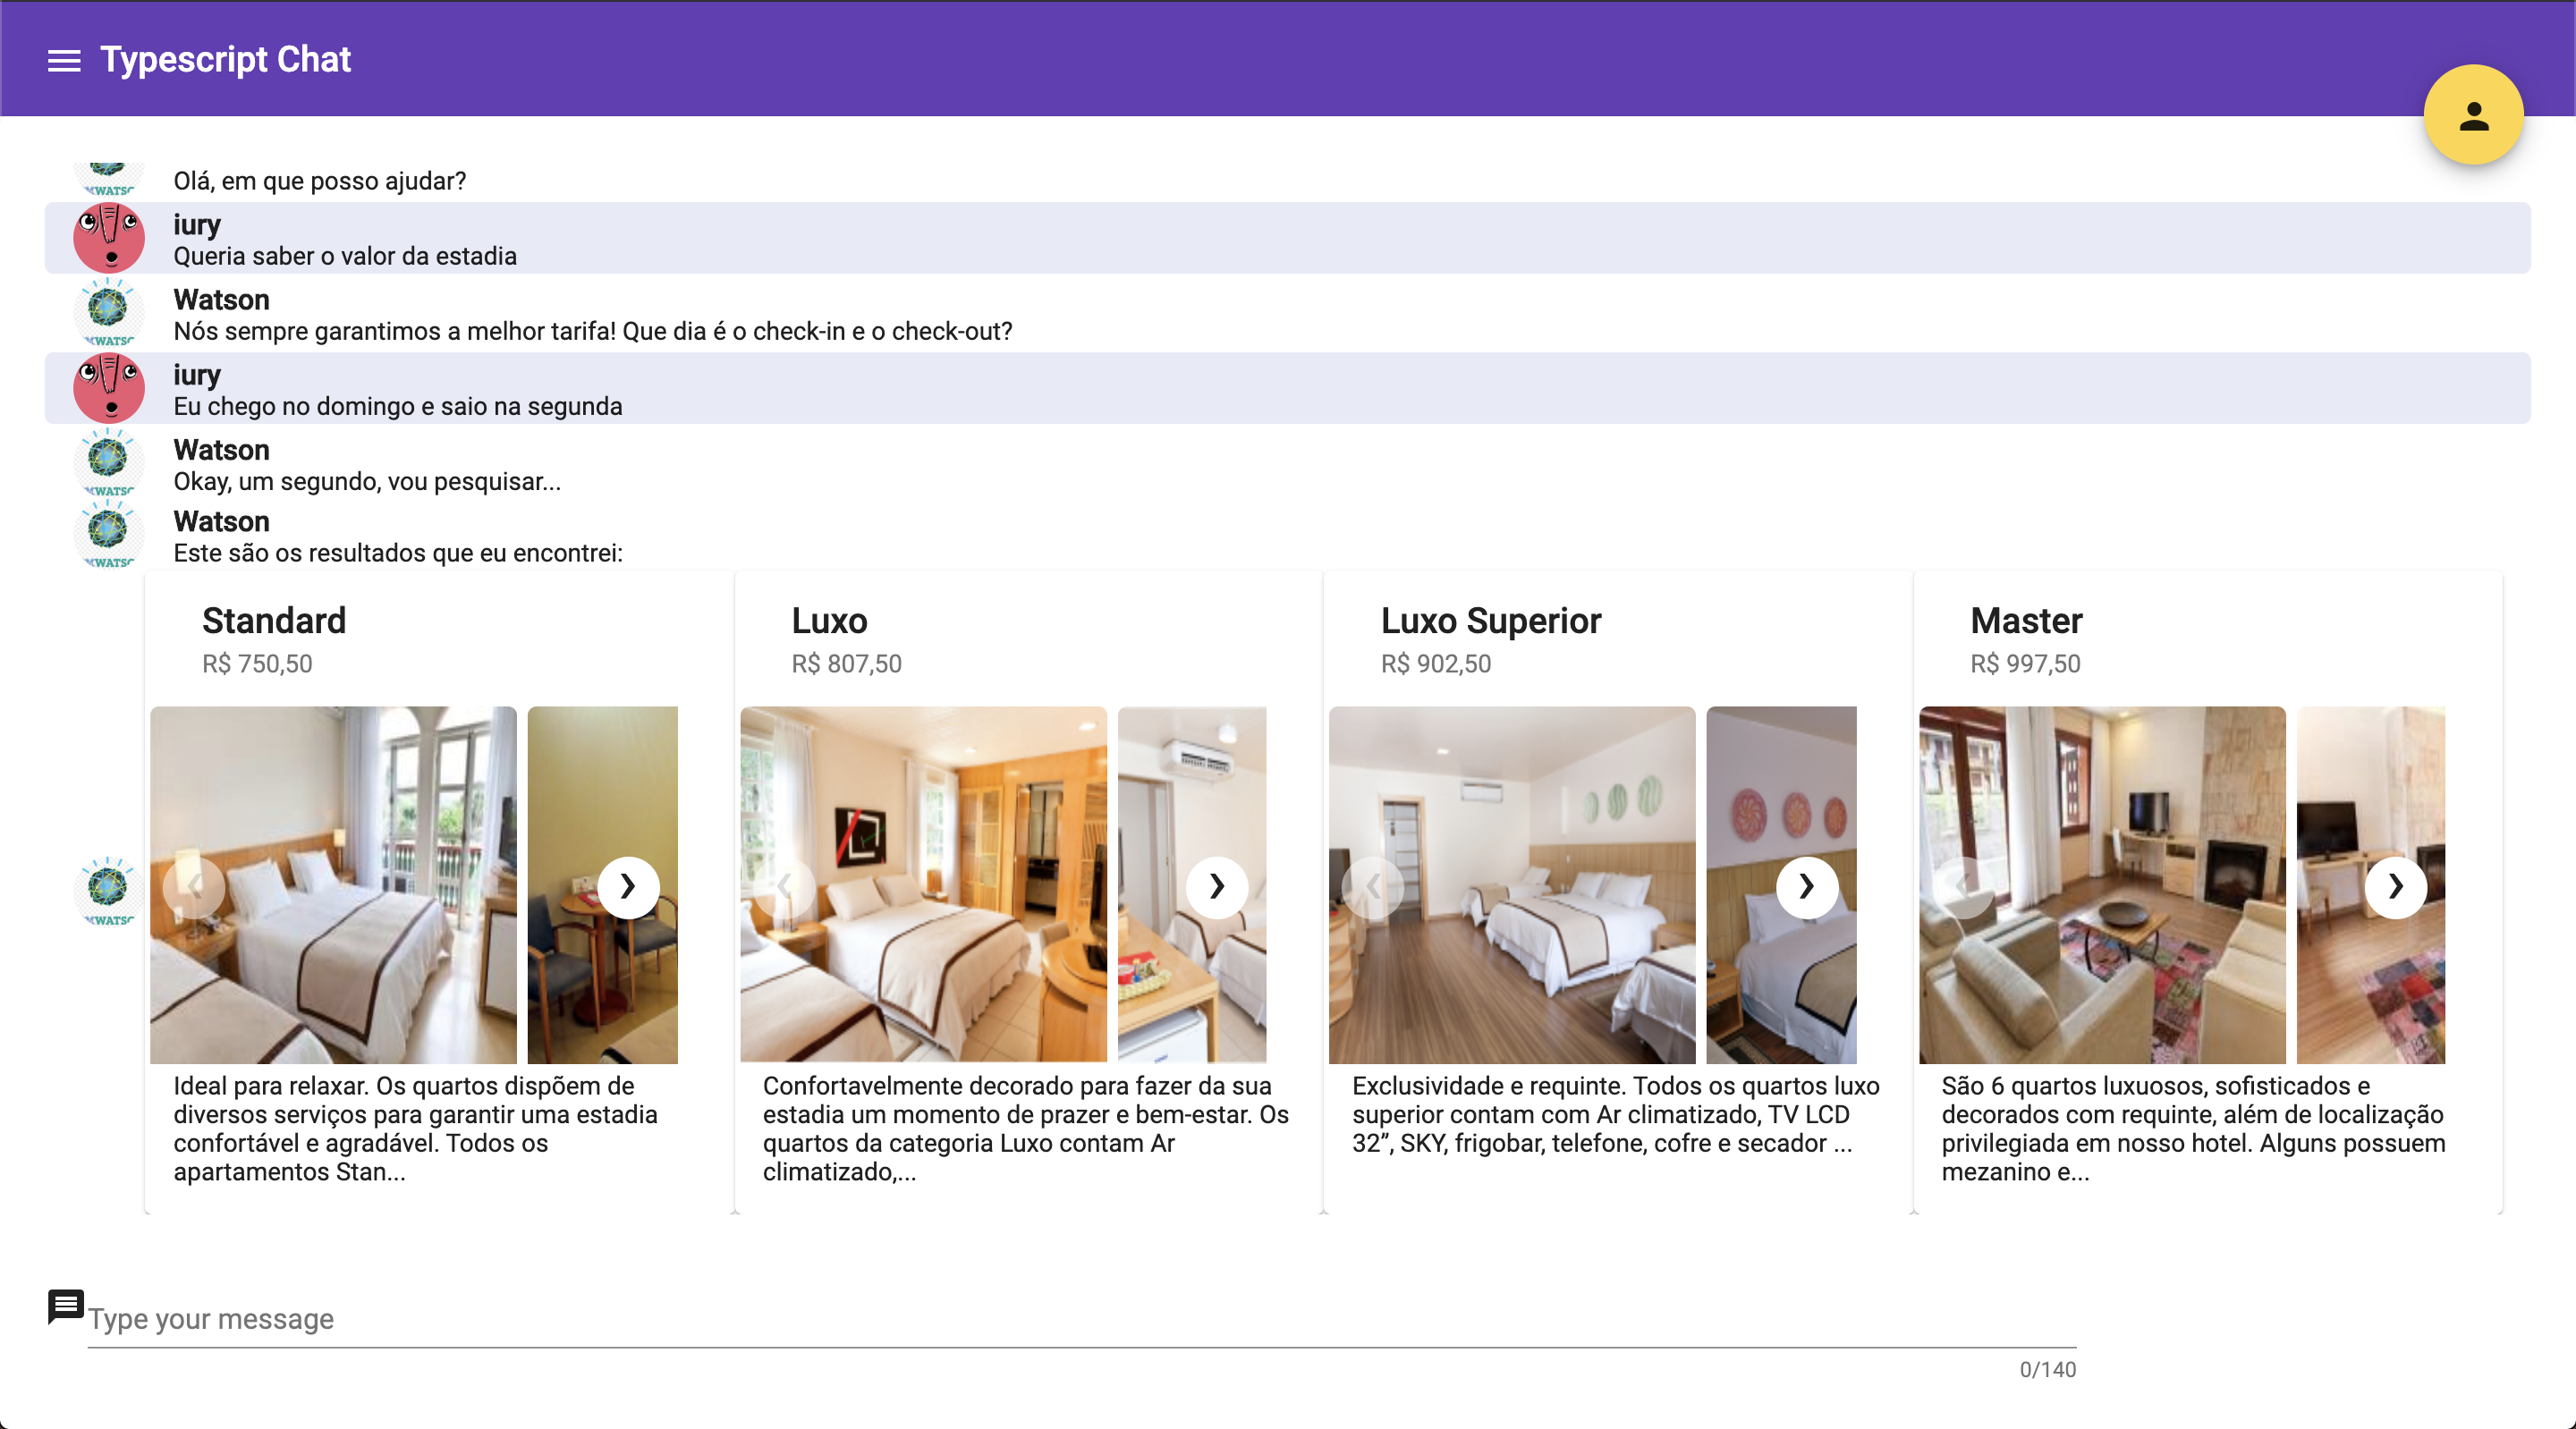 Typescript Chat
Olá, em que posso ajudar?
iury
Queria saber o valor da estadia
Watson
Nós sempre garantimos a melhor tarifa! Que dia é o check-in e o check-out?
iury
Eu chego no domingo e saio na segunda
Watson
Okay, um segundo, vou pesquisar...
Watson
Este são os resultados que eu encontrei:
Standard
R$ 750,50
Ideal para relaxar. Os quartos dispõem de
diversos serviços para garantir uma estadia
confortável e agradável. Todos os
apartamentos Stan...
Luxo
R$ 807,50
Confortavelmente decorado para fazer da sua
estadia um momento de prazer e bem-estar. Os
quartos da categoria Luxo contam Ar
climatizado,...
Luxo Superior
R$ 902,50
Exclusividade e requinte. Todos os quartos luxo
superior contam com Ar climatizado, TV LCD
32”, SKY, frigobar, telefone, cofre e secador ...
Master
R$ 997,50
São 6 quartos luxuosos, sofisticados e
decorados com requinte, além de localização
privilegiada em nosso hotel. Alguns possuem
mezanino e...
Type your message
0/140